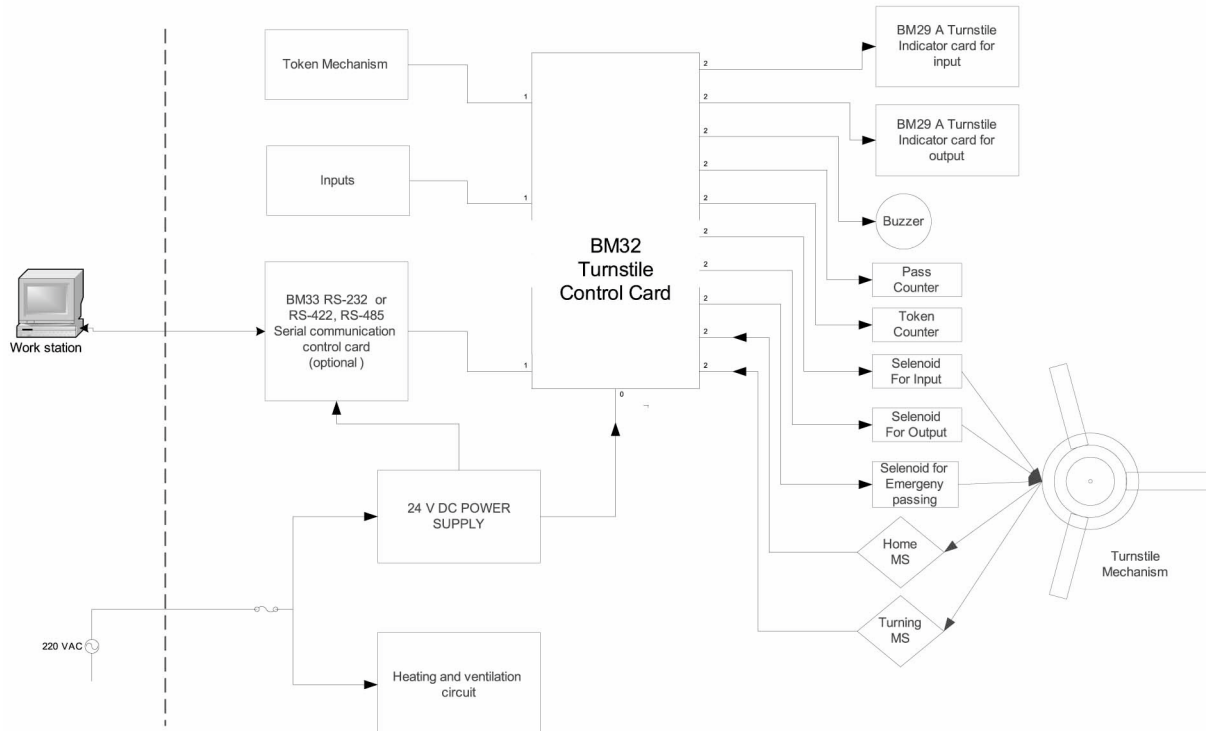 Token Mechanism
1
Inputs
1
BM33 RS-232 or
RS-422, RS-485
Serial communication
control card
(optional )
1
Work station
24 V DC POWER
SUPPLY
220 VAC
Heating and ventilation
circuit
BM32
Turnstile
Control Card
0
2
2
2
2
2
2
2
2
2
2
BM29 A Turnstile
Indicator card for
input
BM29 A Turnstile
Indicator card for
output
Buzzer
Pass
Counter
Token
Counter
Selenoid
For Input
Selenoid
For Output
Selenoid for
Emergeny
passing
Home
MS
Turning
MS
Turnstile
Mechanism